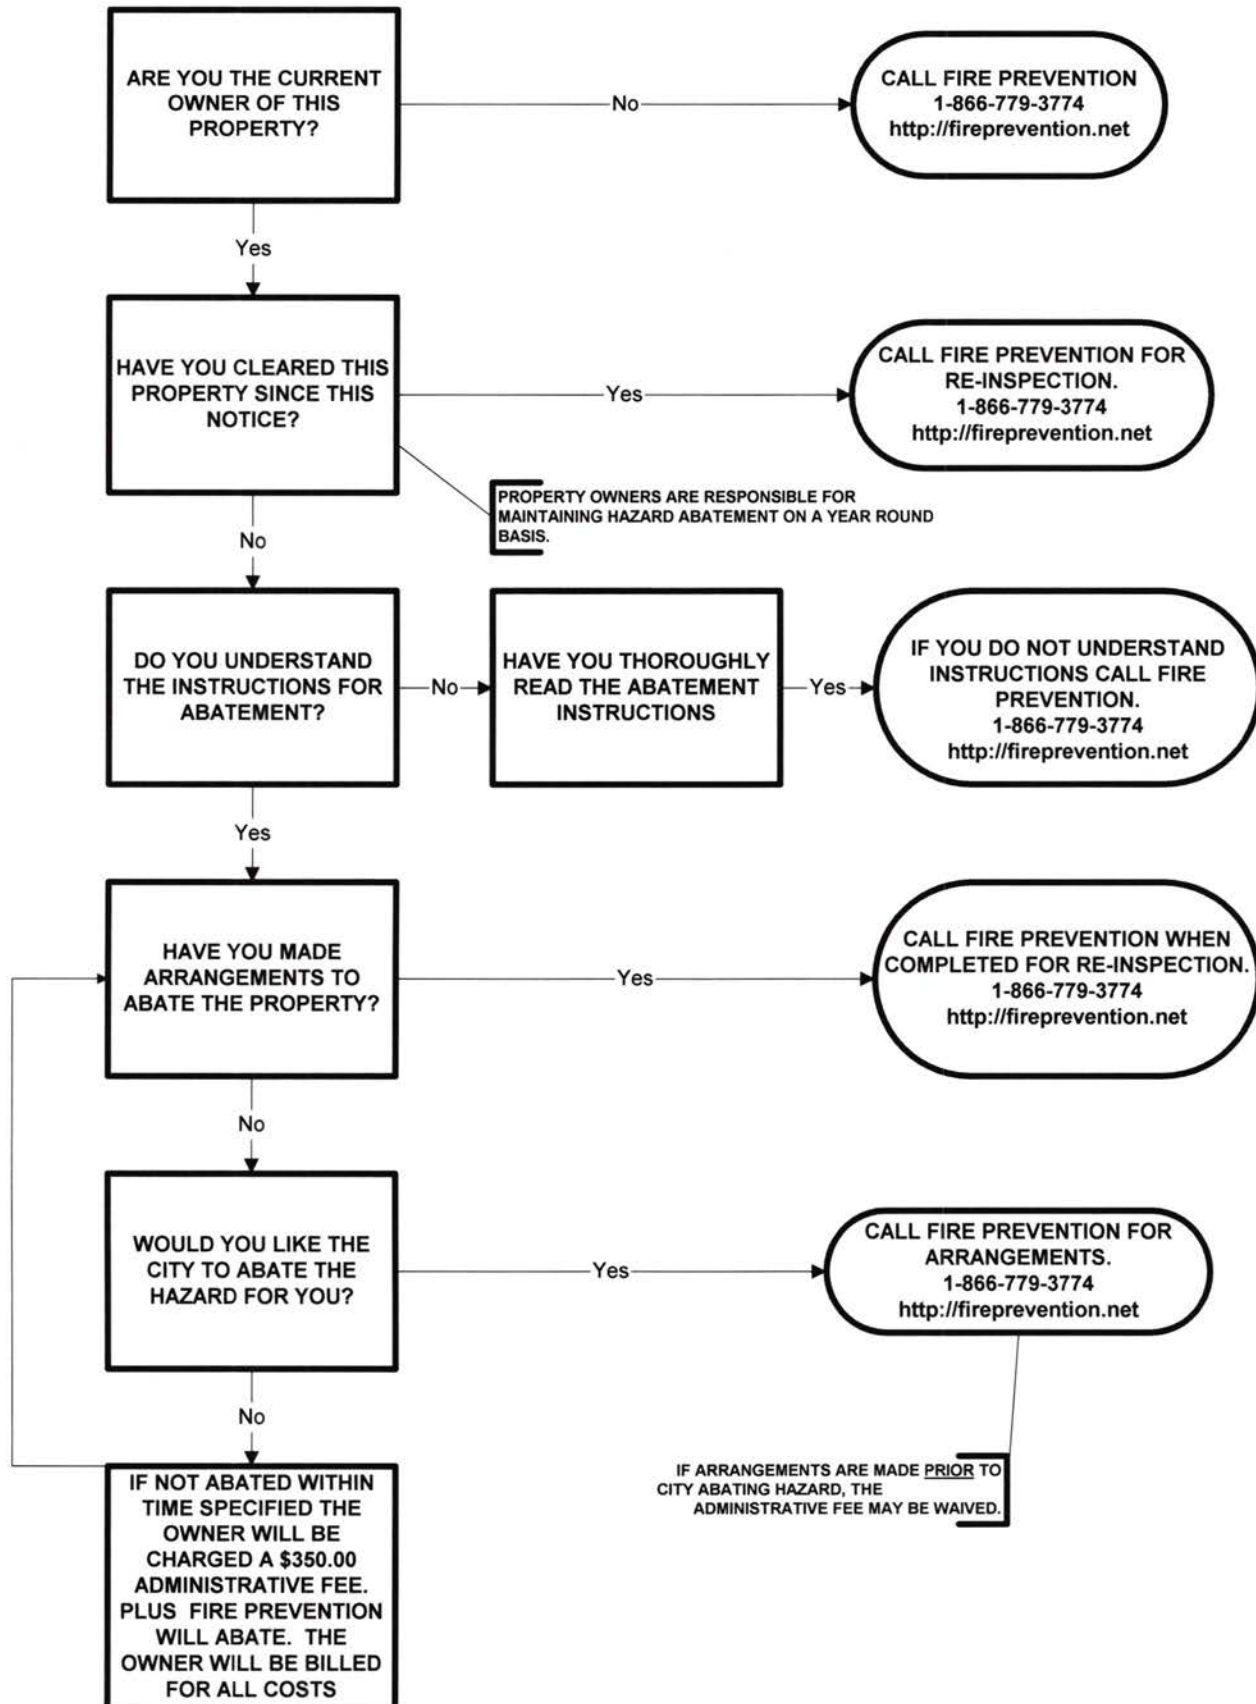 ARE YOU THE CURRENT
OWNER OF THIS
PROPERTY?
No
CALL FIRE PREVENTION
1-866-779-3774
http://fireprevention.net
Yes
HAVE YOU CLEARED THIS
PROPERTY SINCE THIS
NOTICE?
Yes
CALL FIRE PREVENTION FOR
RE-INSPECTION.
1-866-779-3774
http://fireprevention.net
PROPERTY OWNERS ARE RESPONSIBLE FOR
MAINTAINING HAZARD ABATEMENT ON A YEAR ROUND
BASIS.
No
DO YOU UNDERSTAND
THE INSTRUCTIONS FOR
ABATEMENT?
No
HAVE YOU THOROUGHLY
READ THE ABATEMENT
INSTRUCTIONS
Yes
IF YOU DO NOT UNDERSTAND
INSTRUCTIONS CALL FIRE
PREVENTION.
1-866-779-3774
http://fireprevention.net
Yes
HAVE YOU MADE
ARRANGEMENTS TO
ABATE THE PROPERTY?
Yes
CALL FIRE PREVENTION WHEN
COMPLETED FOR RE-INSPECTION.
1-866-779-3774
http://fireprevention.net
No
WOULD YOU LIKE THE
CITY TO ABATE THE
HAZARD FOR YOU?
Yes
CALL FIRE PREVENTION FOR
ARRANGEMENTS.
1-866-779-3774
http://fireprevention.net
No
IF ARRANGEMENTS ARE MADE PRIOR TO
CITY ABATING HAZARD, THE
ADMINISTRATIVE FEE MAY BE WAIVED.
IF NOT ABATED WITHIN
TIME SPECIFIED THE
OWNER WILL BE
CHARGED A $350.00
ADMINISTRATIVE FEE.
PLUS FIRE PREVENTION
WILL ABATE. THE
OWNER WILL BE BILLED
FOR ALL COSTS